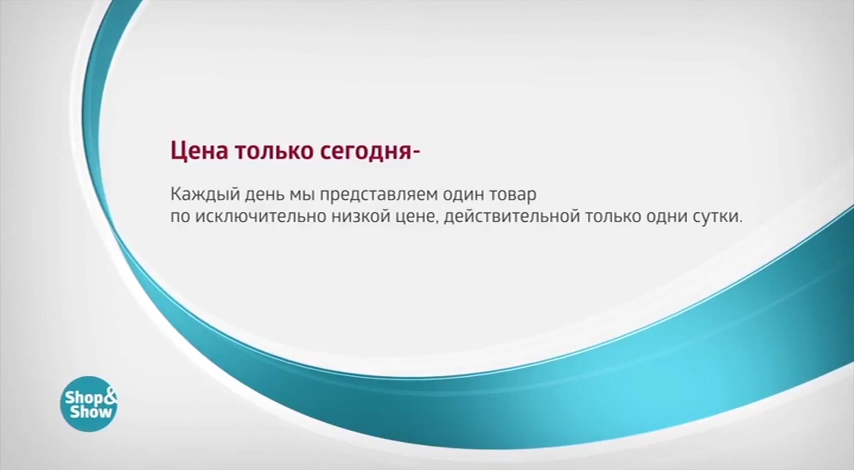 Цена только сегодня-
Каждый день мы представляем один товар
по исключительно низкой цене, действительной только одни сутки.
Shop&
Show